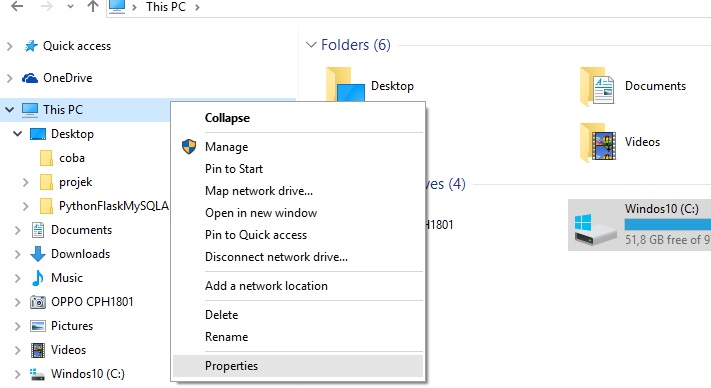 This PC
Quick access
OneDrive
This PC
Desktop
coba
projek
PythonFlaskMySQLA
Documents
Downloads
Music
OPPO CPH1801
Pictures
Videos
Windos10 (C:)
Collapse
Manage
Pin to Start
Map network drive...
Open in new window
Pin to Quick access
Disconnect network drive...
Add a network location
Delete
Rename
Properties
Folders (6)
Desktop
Documents
Videos
ves (4)
H1801
Windos10 (C:)
51,8 GB free of 9